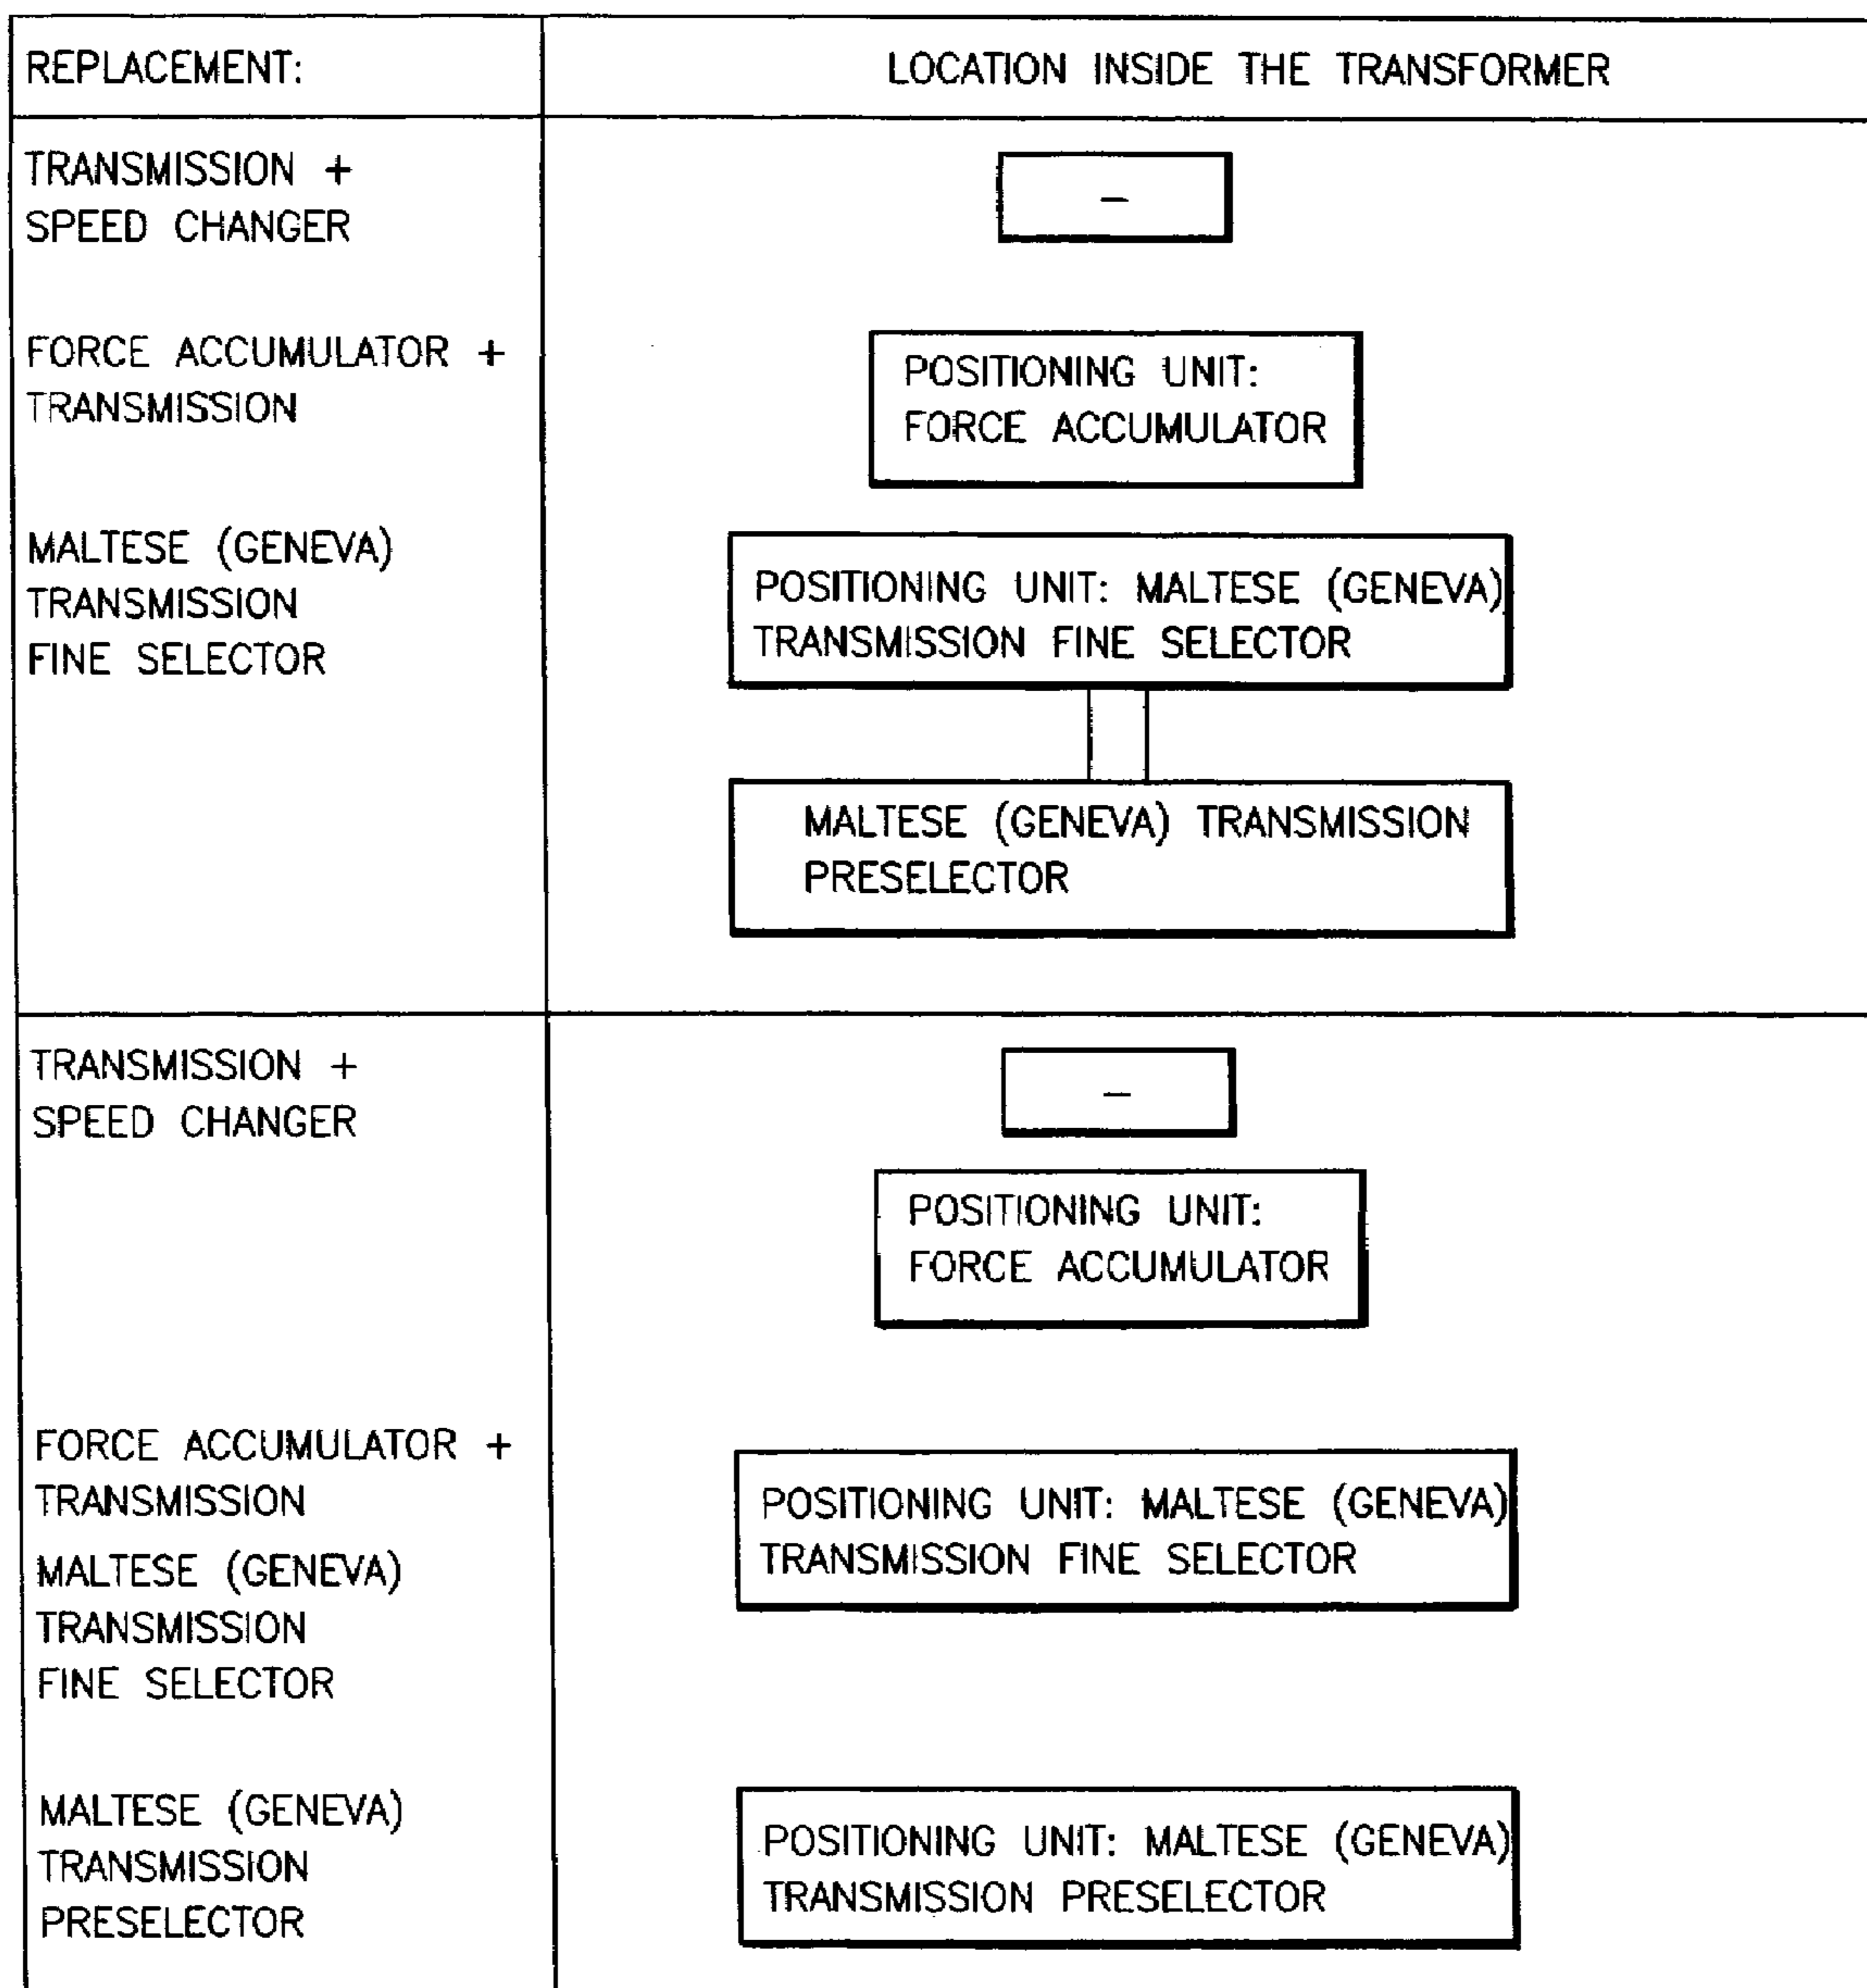 REPLACEMENT:
LOCATION INSIDE THE TRANSFORMER
TRANSMISSION +
SPEED CHANGER
–
FORCE ACCUMULATOR +
TRANSMISSION
POSITIONING UNIT:
FORCE ACCUMULATOR
MALTESE (GENEVA)
TRANSMISSION
FINE SELECTOR
POSITIONING UNIT: MALTESE (GENEVA)
TRANSMISSION FINE SELECTOR
MALTESE (GENEVA) TRANSMISSION
PRESELECTOR
TRANSMISSION +
SPEED CHANGER
–
POSITIONING UNIT:
FORCE ACCUMULATOR
FORCE ACCUMULATOR +
TRANSMISSION
MALTESE (GENEVA)
TRANSMISSION
FINE SELECTOR
POSITIONING UNIT: MALTESE (GENEVA)
TRANSMISSION FINE SELECTOR
MALTESE (GENEVA)
TRANSMISSION
PRESELECTOR
POSITIONING UNIT: MALTESE (GENEVA)
TRANSMISSION PRESELECTOR